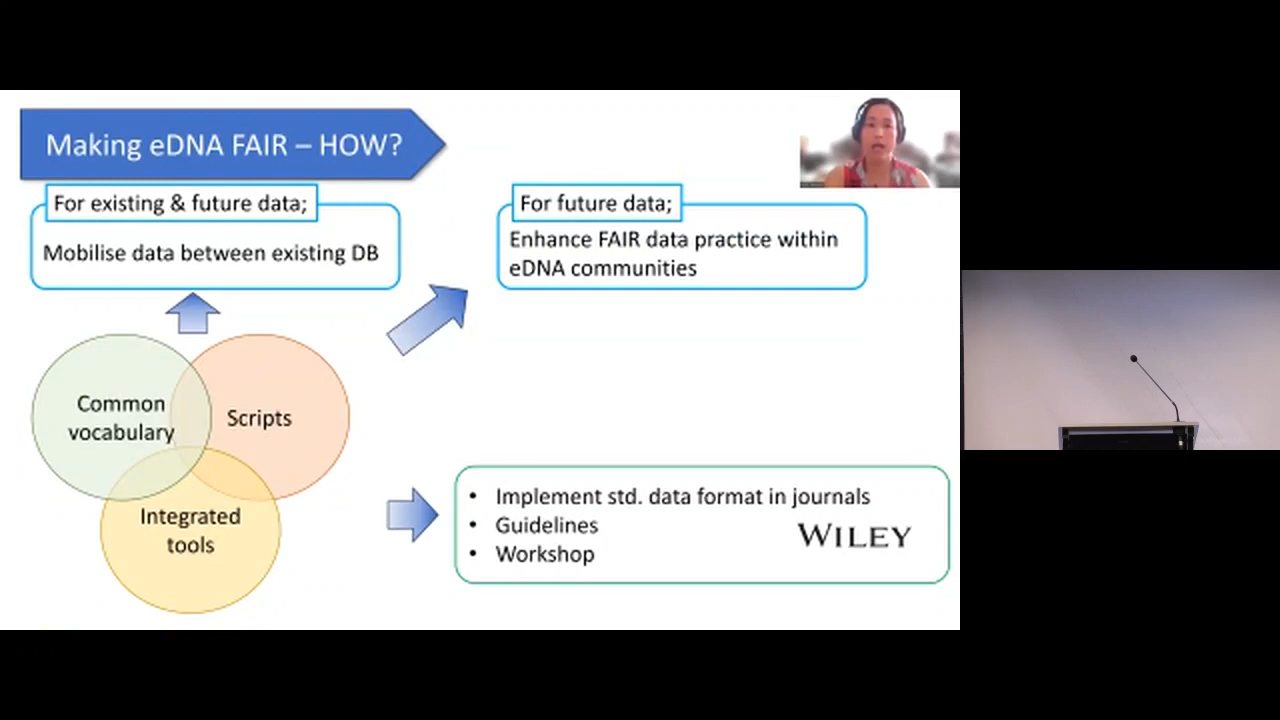 Making eDNA FAIR – HOW?
For existing & future data;
Mobilise data between existing DB
For future data;
Enhance FAIR data practice within
eDNA communities
Common
vocabulary
Scripts
Integrated
tools
• Implement std. data format in journals
• Guidelines
• Workshop
WILEY